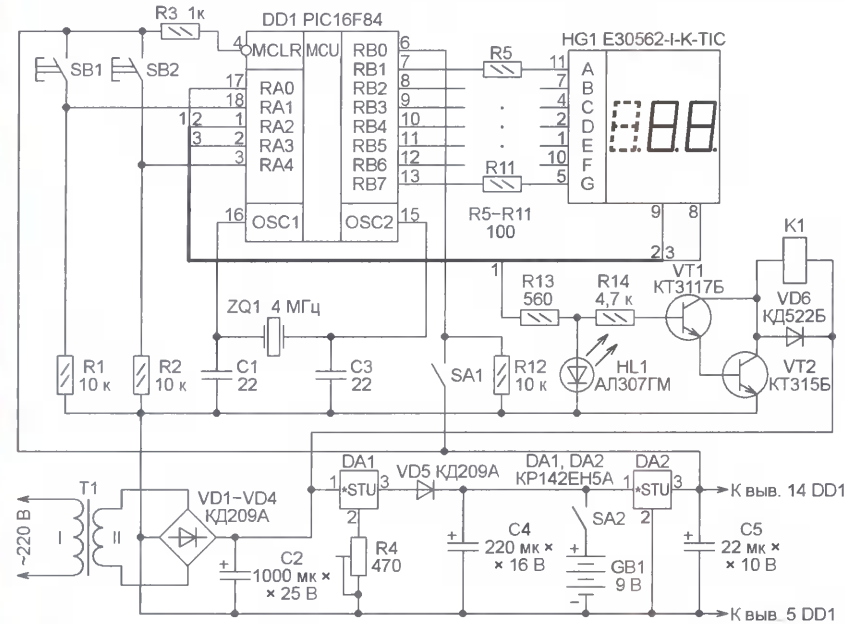 R3 1к
DD1 PIC16F84
HG1 E30562-I-K-TIC
SB1
SB2
4
MCLR
MCU
RB0
6
RB1
7
R5
11
A
17
RA0
RB2
8
7
B
18
RA1
RB3
9
4
C
1 2
1
RA2
RB4
10
2
D
3
2
RA3
RB5
11
1
E
3
RA4
RB6
12
10
F
RB7
13
R11
5
G
16
OSC1
OSC2
15
R5–R11
100
9
8
2
3
1
K1
ZQ1 4 МГц
R13
560
R14
4,7 к
VT1
КТ3117Б
VD6
КД522Б
R1
10 к
R2
10 к
C1
22
C3
22
SA1
R12
10 к
HL1
АЛ307ГМ
VT2
КТ315Б
~220 В
T1
I
II
VD1–VD4
КД209А
DA1
1
*STU
3
2
VD5 КД209А
DA1, DA2
КР142ЕН5А
DA2
1
*STU
3
2
К выв. 14 DD1
+
C2
1000 мк ×
× 25 В
R4
470
+
C4
220 мк ×
× 16 В
SA2
+
GB1
9 В
–
+
C5
22 мк ×
× 10 В
К выв. 5 DD1